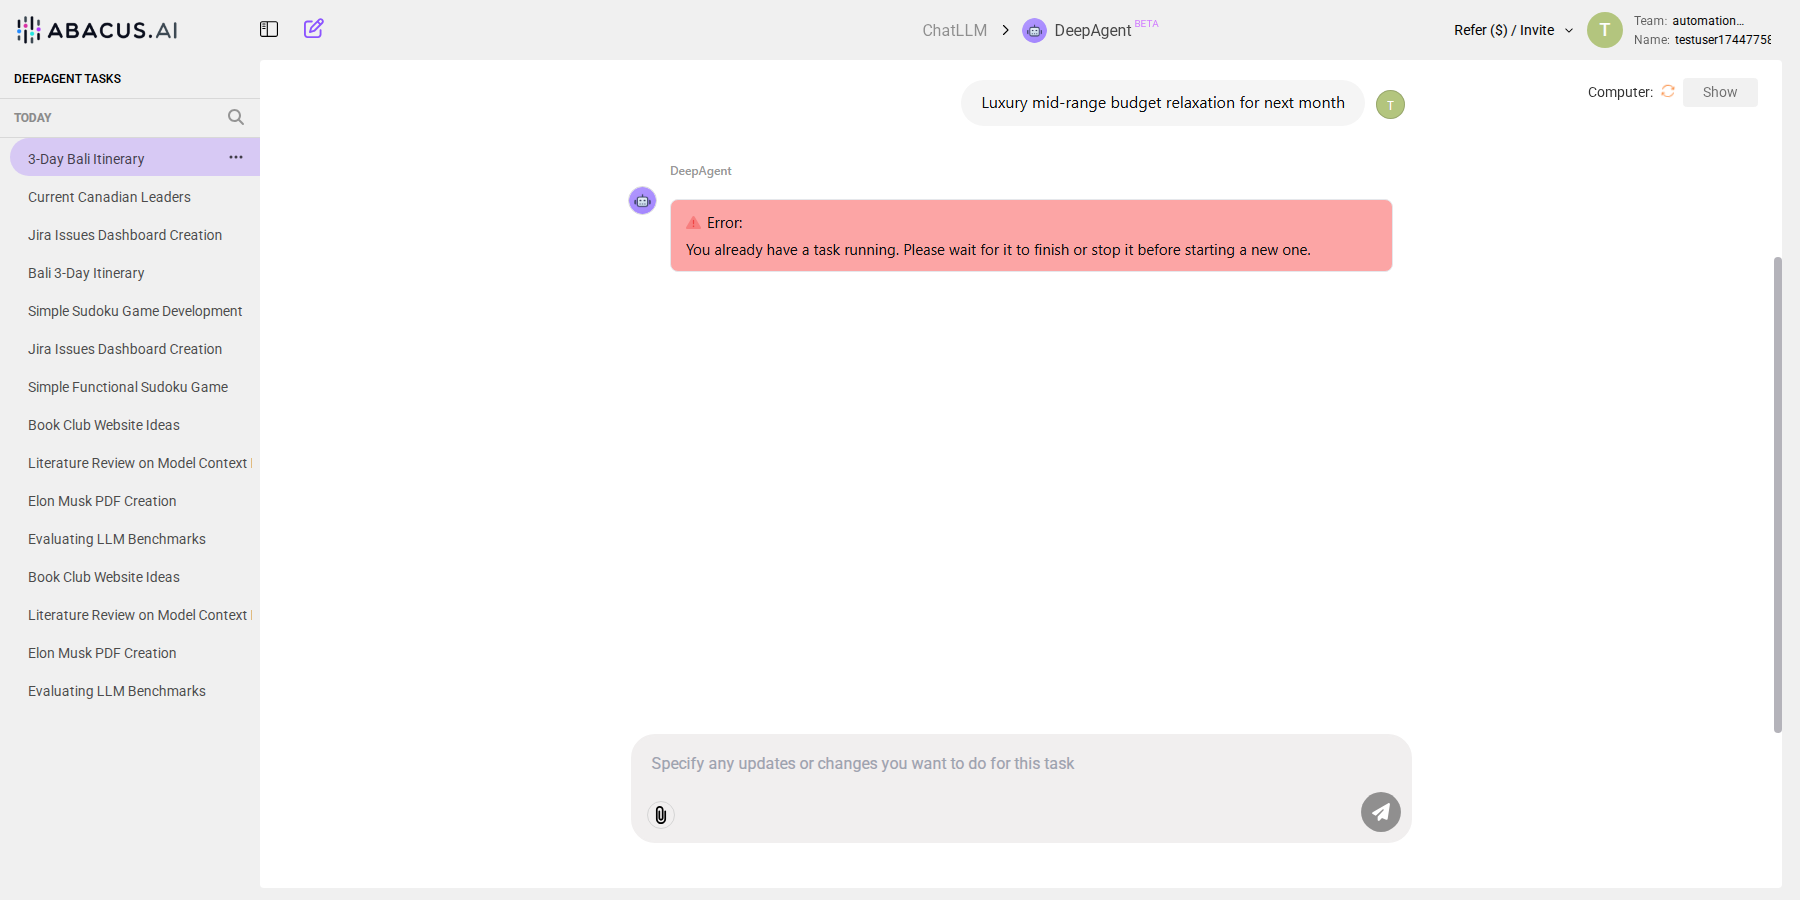 ABACUS.AI
ChatLLM
DeepAgent BETA
Refer ($) / Invite
T
Team: automation...
Name: testuser17447758
DEEPAGENT TASKS
TODAY
3-Day Bali Itinerary
Current Canadian Leaders
Jira Issues Dashboard Creation
Bali 3-Day Itinerary
Simple Sudoku Game Development
Jira Issues Dashboard Creation
Simple Functional Sudoku Game
Book Club Website Ideas
Literature Review on Model Context
Elon Musk PDF Creation
Evaluating LLM Benchmarks
Book Club Website Ideas
Literature Review on Model Context
Elon Musk PDF Creation
Evaluating LLM Benchmarks
Luxury mid-range budget relaxation for next month
T
Computer:
Show
DeepAgent
Error:
You already have a task running. Please wait for it to finish or stop it before starting a new one.
Specify any updates or changes you want to do for this task